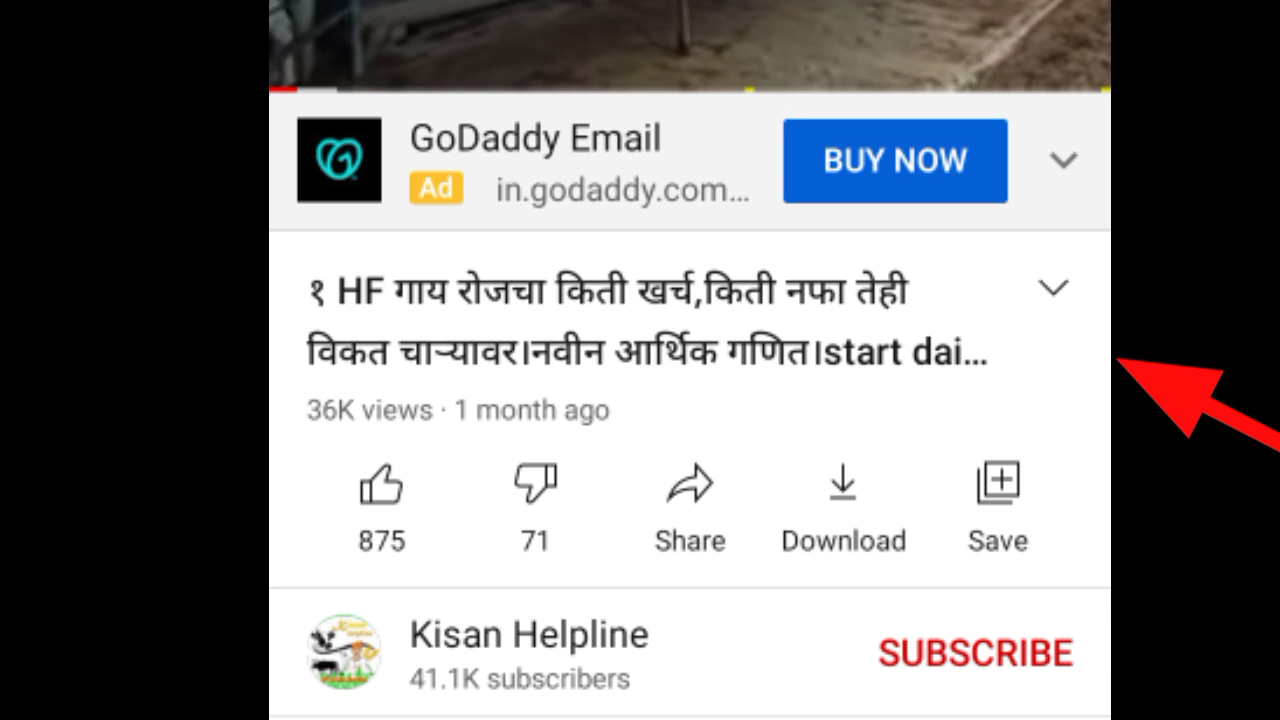 GoDaddy Email
BUY NOW
Ad in.godaddy.com...
१ HF गाय रोजचा किती खर्च,किती नफा तेही
विकत चाऱ्यावर।नवीन आर्थिक गणित।start dai...
36K views · 1 month ago
875 71 Share Download Save
Kisan Helpline
SUBSCRIBE
41.1K subscribers